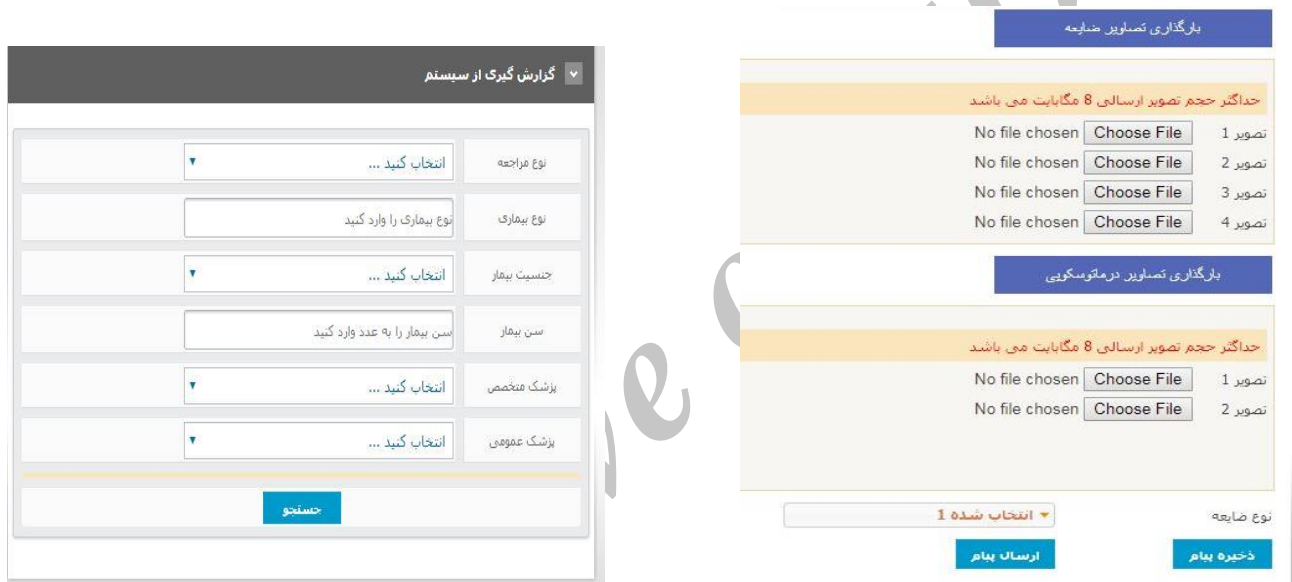 بارگذاری تصاویر ضایعه
حداکثر حجم تصویر ارسالی 8 مگابایت می باشد
تصویر 1 Choose File No file chosen
تصویر 2 Choose File No file chosen
تصویر 3 Choose File No file chosen
تصویر 4 Choose File No file chosen
بارگذاری تصاویر درماتوسکوپی
حداکثر حجم تصویر ارسالی 8 مگابایت می باشد
تصویر 1 Choose File No file chosen
تصویر 2 Choose File No file chosen
نوع ضایعه انتخاب شده 1
ذخیره پیام ارسال پیام
گزارش گیری از سیستم
نوع مراجعه انتخاب کنید ...
نوع بیماری نوع بیماری را وارد کنید
جنسیت بیمار انتخاب کنید ...
سن بیمار سن بیمار را به عدد وارد کنید
پزشک متخصص انتخاب کنید ...
پزشک عمومی انتخاب کنید ...
جستجو